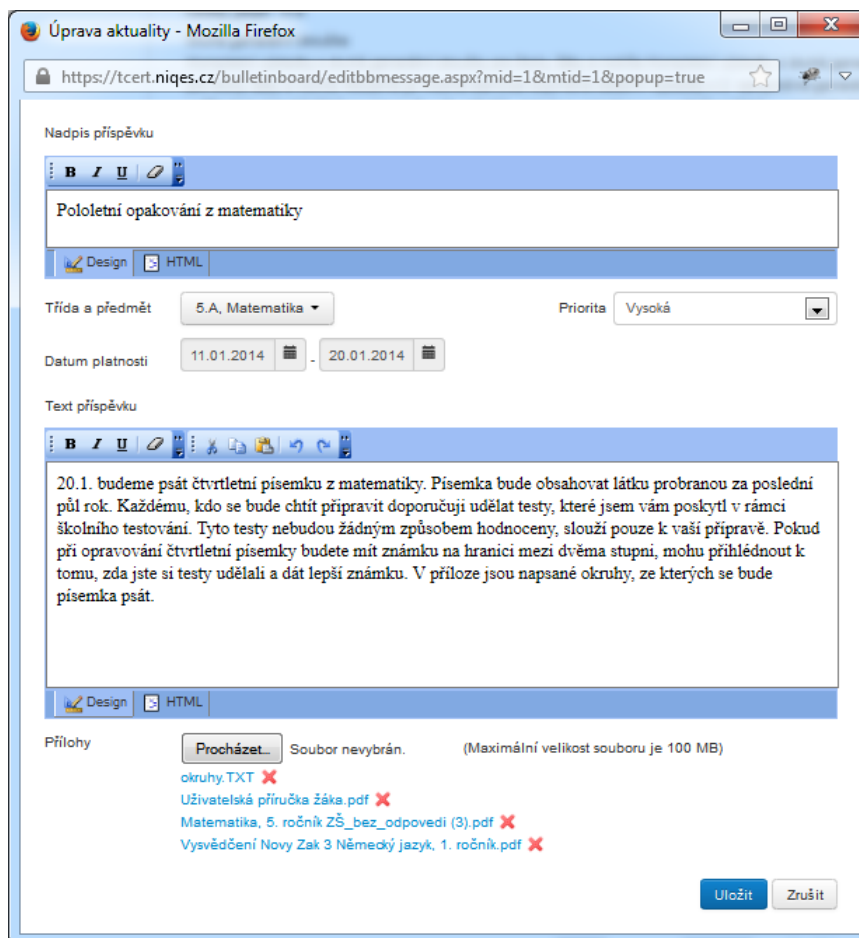 Úprava aktuality - Mozilla Firefox
https://tcert.niqes.cz/bulletinboard/editbbmessage.aspx?mid=1&mtid=1&popup=true
Nadpis příspěvku
B I U
Pololetní opakování z matematiky
Design HTML
Třída a předmět 5.A, Matematika Priorita Vysoká
Datum platnosti 11.01.2014 - 20.01.2014
Text příspěvku
B I U
20.1. budeme psát čtvrtletní písemku z matematiky. Písemka bude obsahovat látku probranou za poslední
půl rok. Každému, kdo se bude chtít připravit doporučuji udělat testy, které jsem vám poskytl v rámci
školního testování. Tyto testy nebudou žádným způsobem hodnoceny, slouží pouze k vaší přípravě. Pokud
při opravování čtvrtletní písemky budete mít známku na hranici mezi dvěma stupni, mohu přihlédnout k
tomu, zda jste si testy udělali a dát lepší známku. V příloze jsou napsané okruhy, ze kterých se bude
písemka psát.
Design HTML
Přílohy Procházet... Soubor nevybrán. (Maximální velikost souboru je 100 MB)
okruhy.TXT
Uživatelská příručka žáka.pdf
Matematika, 5. ročník ZŠ_bez_odpovedi (3).pdf
Vysvědčení Novy Zak 3 Německý jazyk, 1. ročník.pdf
Uložit Zrušit